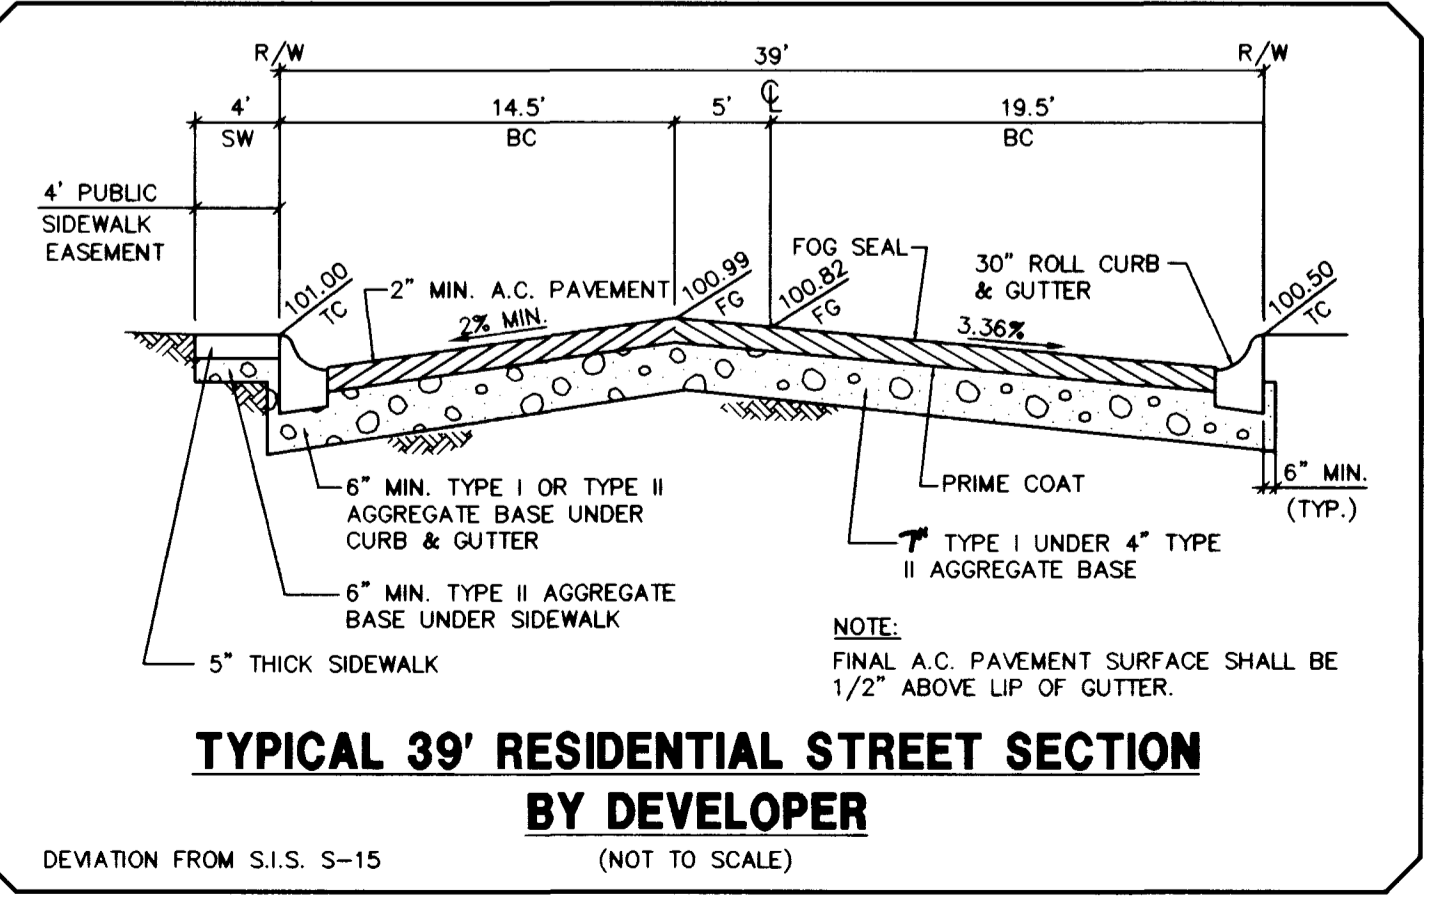 R/W
39'
R/W
4'
14.5'
5'
℄
19.5'
SW
BC
BC
4' PUBLIC
SIDEWALK
EASEMENT
101.00
TC
2" MIN. A.C. PAVEMENT
2% MIN.
100.99
FG
100.82
FG
FOG SEAL
30" ROLL CURB
& GUTTER
3.36%
100.50
TC
6" MIN.
(TYP.)
6" MIN. TYPE I OR TYPE II
AGGREGATE BASE UNDER
CURB & GUTTER
PRIME COAT
7" TYPE I UNDER 4" TYPE
II AGGREGATE BASE
6" MIN. TYPE II AGGREGATE
BASE UNDER SIDEWALK
5" THICK SIDEWALK
NOTE:
FINAL A.C. PAVEMENT SURFACE SHALL BE
1/2" ABOVE LIP OF GUTTER.
TYPICAL 39' RESIDENTIAL STREET SECTION
BY DEVELOPER
DEVIATION FROM S.I.S. S-15
(NOT TO SCALE)